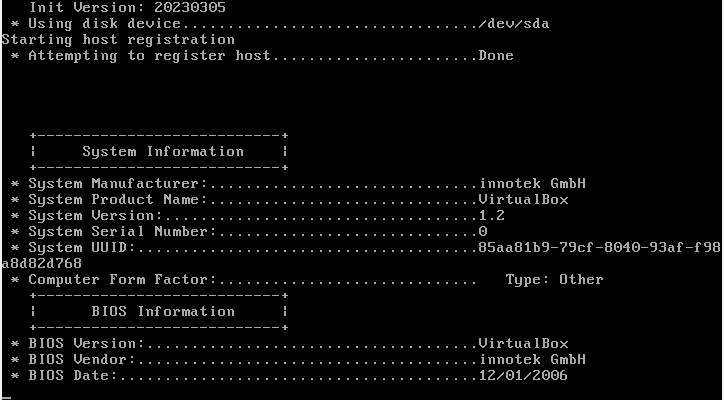 Init Version: 20230305
* Using disk device................................/dev/sda
Starting host registration
* Attempting to register host......................Done
+---------------------------+
|     System Information    |
+---------------------------+
* System Manufacturer:.............................innotek GmbH
* System Product Name:.............................VirtualBox
* System Version:..................................1.2
* System Serial Number:............................0
* System UUID:.....................................85aa81b9-79cf-8040-93af-f98
a8d82d768
* Computer Form Factor:............................   Type: Other
+---------------------------+
|      BIOS Information     |
+---------------------------+
* BIOS Version:....................................VirtualBox
* BIOS Vendor:.....................................innotek GmbH
* BIOS Date:.......................................12/01/2006